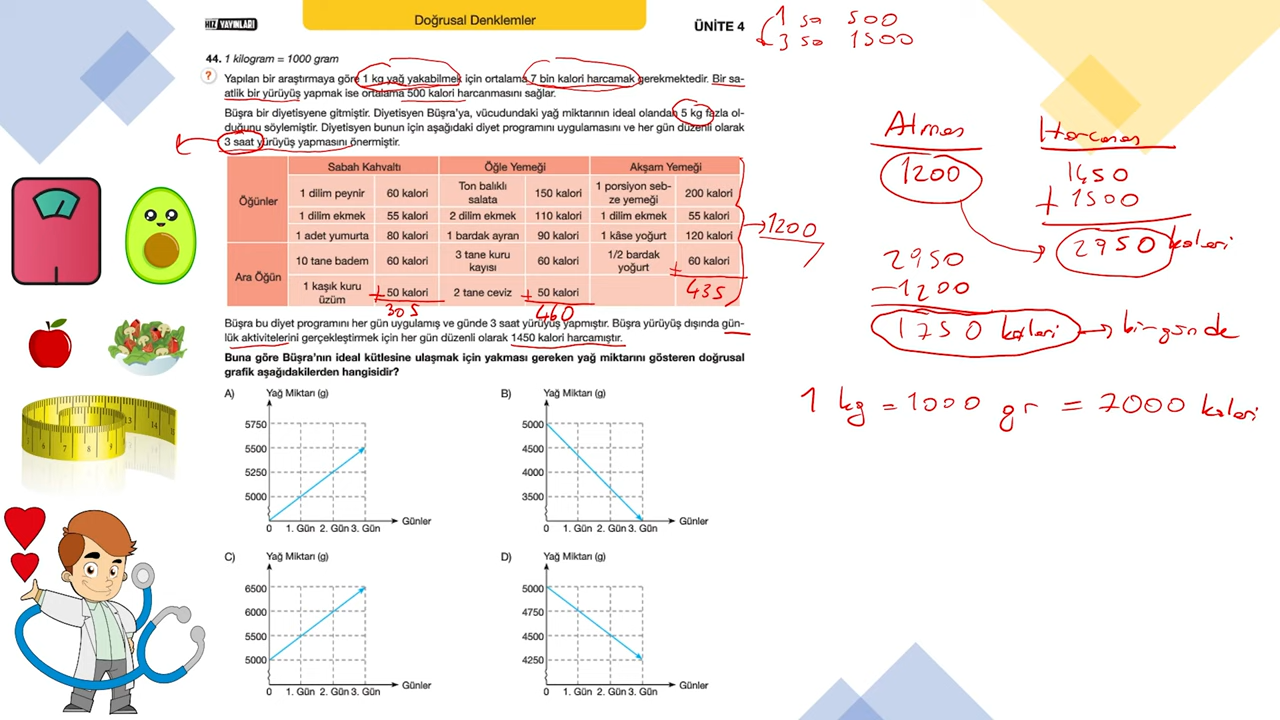 HIZ YAYINLARI
Doğrusal Denklemler
ÜNİTE 4
44. 1 kilogram = 1000 gram
?
Yapılan bir araştırmaya göre 1 kg yağ yakabilmek için ortalama 7 bin kalori harcamak gerekmektedir. Bir sa-
atlik bir yürüyüş yapmak ise ortalama 500 kalori harcanmasını sağlar.
Büşra bir diyetisyene gitmiştir. Diyetisyen Büşra'ya, vücudundaki yağ miktarının ideal olandan 5 kg fazla ol-
duğunu söylemiştir. Diyetisyen bunun için aşağıdaki diyet programını uygulamasını ve her gün düzenli olarak
3 saat yürüyüş yapmasını önermiştir.
Sabah Kahvaltı Öğle Yemeği Akşam Yemeği
Öğünler
1 dilim peynir 60 kalori Ton balıklı salata 150 kalori 1 porsiyon seb-
ze yemeği 200 kalori
1 dilim ekmek 55 kalori 2 dilim ekmek 110 kalori 1 dilim ekmek 55 kalori
1 adet yumurta 80 kalori 1 bardak ayran 90 kalori 1 kâse yoğurt 120 kalori
Ara Öğün
10 tane badem 60 kalori 3 tane kuru kayısı 60 kalori 1/2 bardak yoğurt 60 kalori
1 kaşık kuru üzüm 50 kalori 2 tane ceviz 50 kalori
+ 305 + 460 + 435
→ 1200
Büşra bu diyet programını her gün uygulamış ve günde 3 saat yürüyüş yapmıştır. Büşra yürüyüş dışında gün-
lük aktivitelerini gerçekleştirmek için her gün düzenli olarak 1450 kalori harcamıştır.
Buna göre Büşra'nın ideal kütlesine ulaşmak için yakması gereken yağ miktarını gösteren doğrusal
grafik aşağıdakilerden hangisidir?
A) Yağ Miktarı (g)
5750
5500
5250
5000
0 1. Gün 2. Gün 3. Gün Günler
B) Yağ Miktarı (g)
5000
4500
4000
3500
0 1. Gün 2. Gün 3. Gün Günler
C) Yağ Miktarı (g)
6500
6000
5500
5000
0 1. Gün 2. Gün 3. Gün Günler
D) Yağ Miktarı (g)
5000
4750
4500
4250
0 1. Gün 2. Gün 3. Gün Günler
1 sa 500
3 sa 1500
Alması Harcaması
1200
1450
+ 1500
2950 kalori
2950
- 1200
1750 kalori → bir günde
1 kg = 1000 gr = 7000 kalori
13 14
5 6 7 8 9